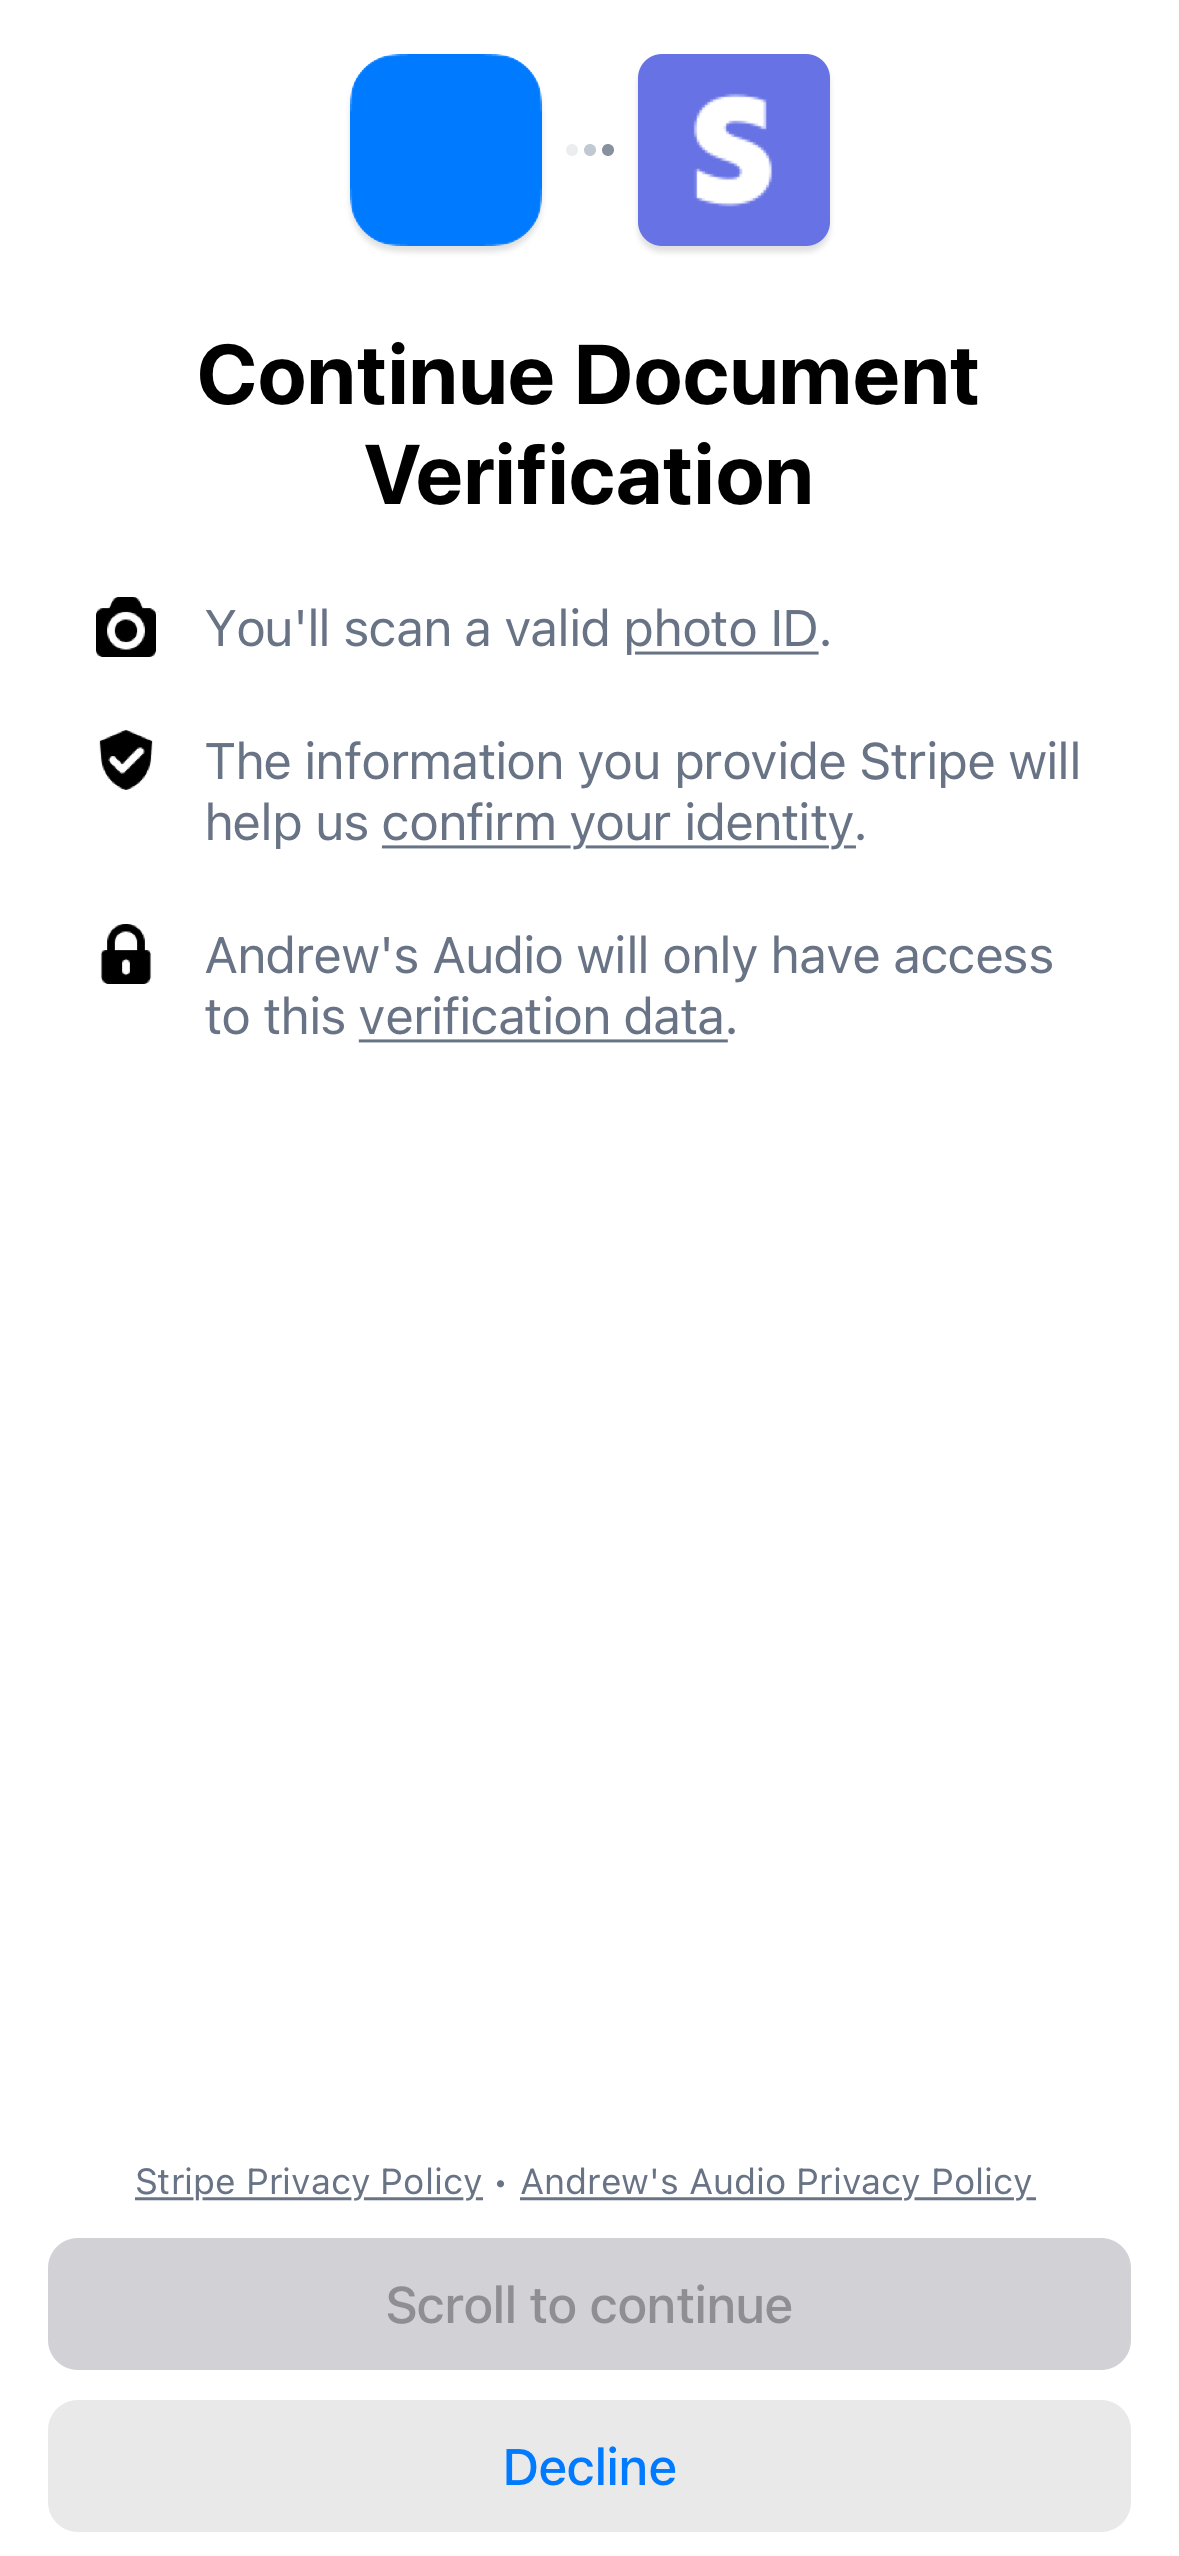 S
Continue Document
Verification
You'll scan a valid photo ID.
The information you provide Stripe will
help us confirm your identity.
Andrew's Audio will only have access
to this verification data.
Stripe Privacy Policy • Andrew's Audio Privacy Policy
Scroll to continue
Decline